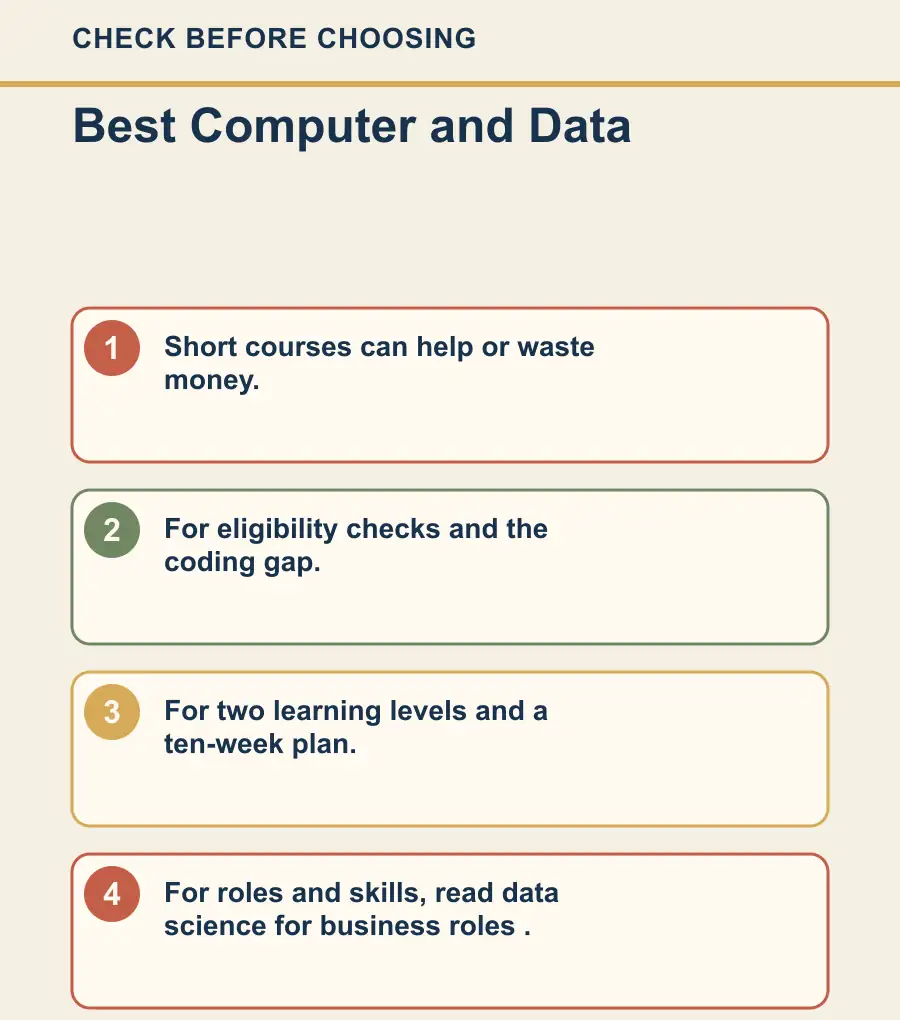 CHECK BEFORE CHOOSING
Best Computer and Data
1
Short courses can help or waste
money.
2
For eligibility checks and the
coding gap.
3
For two learning levels and a
ten-week plan.
4
For roles and skills, read data
science for business roles .